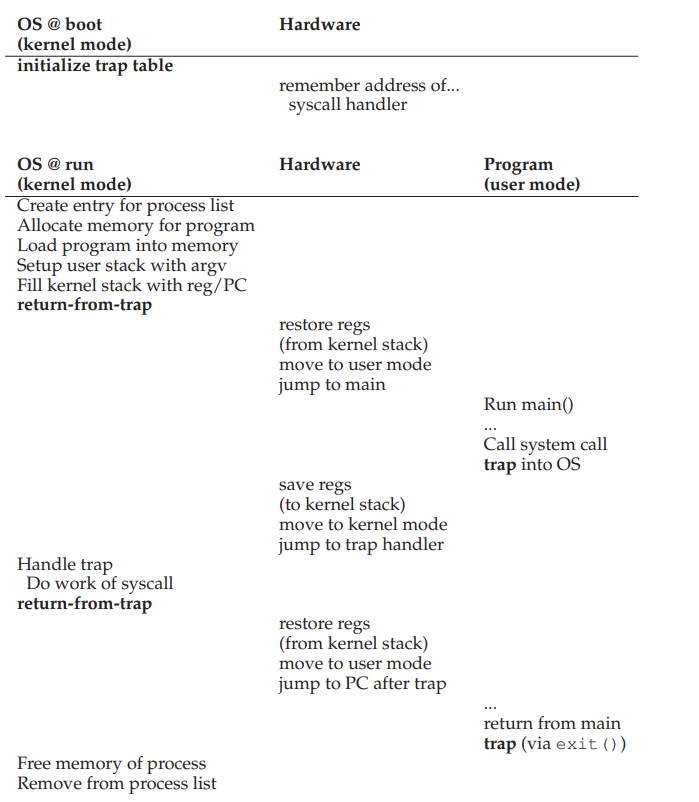 OS @ boot Hardware
(kernel mode)
initialize trap table
remember address of...
syscall handler
OS @ run Hardware Program
(kernel mode) (user mode)
Create entry for process list
Allocate memory for program
Load program into memory
Setup user stack with argv
Fill kernel stack with reg/PC
return-from-trap
restore regs
(from kernel stack)
move to user mode
jump to main
Run main()
...
Call system call
trap into OS
save regs
(to kernel stack)
move to kernel mode
jump to trap handler
Handle trap
Do work of syscall
return-from-trap
restore regs
(from kernel stack)
move to user mode
jump to PC after trap
...
return from main
trap (via exit())
Free memory of process
Remove from process list